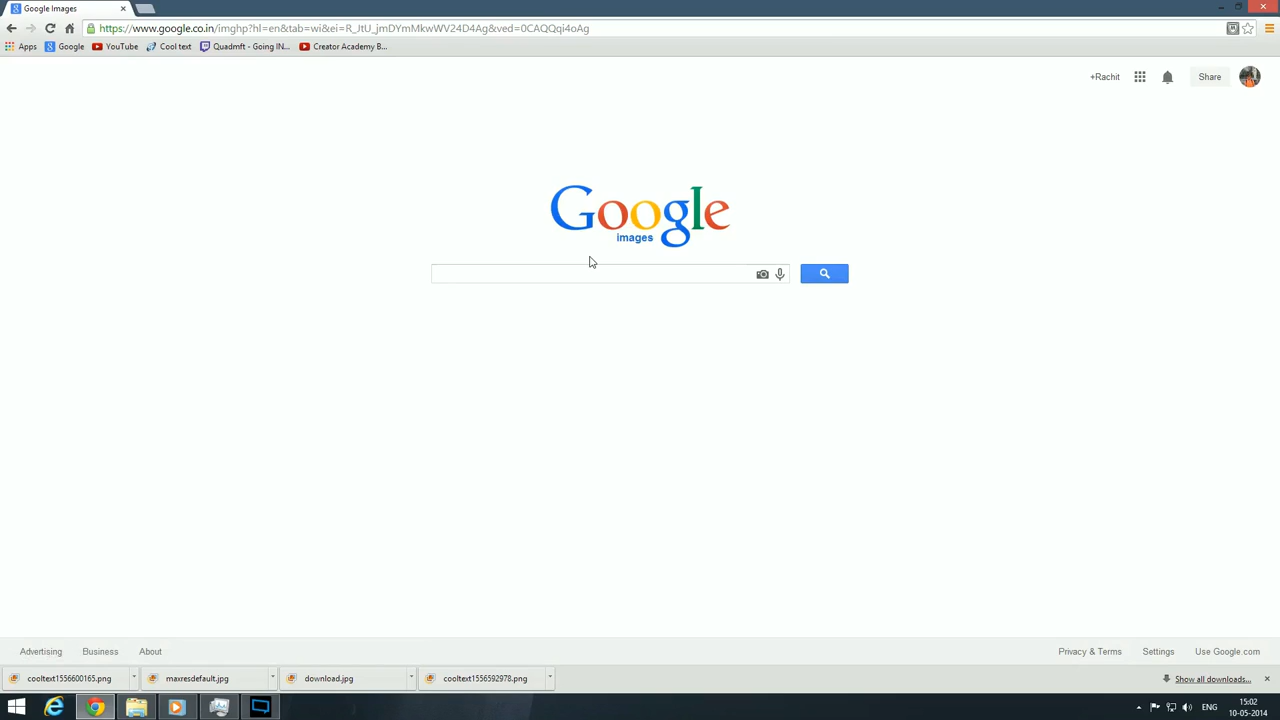 Google Images
https://www.google.co.in/imghp?hl=en&tab=wi&ei=R_JtU_jmDYmMkwWV24D4Ag&ved=0CAQQqi4oAg
Apps Google YouTube Cool text Quadmft - Going IN... Creator Academy B...
+Rachit Share
Google
images
Advertising Business About Privacy & Terms Settings Use Google.com
cooltext1556600165.png maxresdefault.jpg download.jpg cooltext1556592978.png Show all downloads...
ENG 15:02
10-05-2014